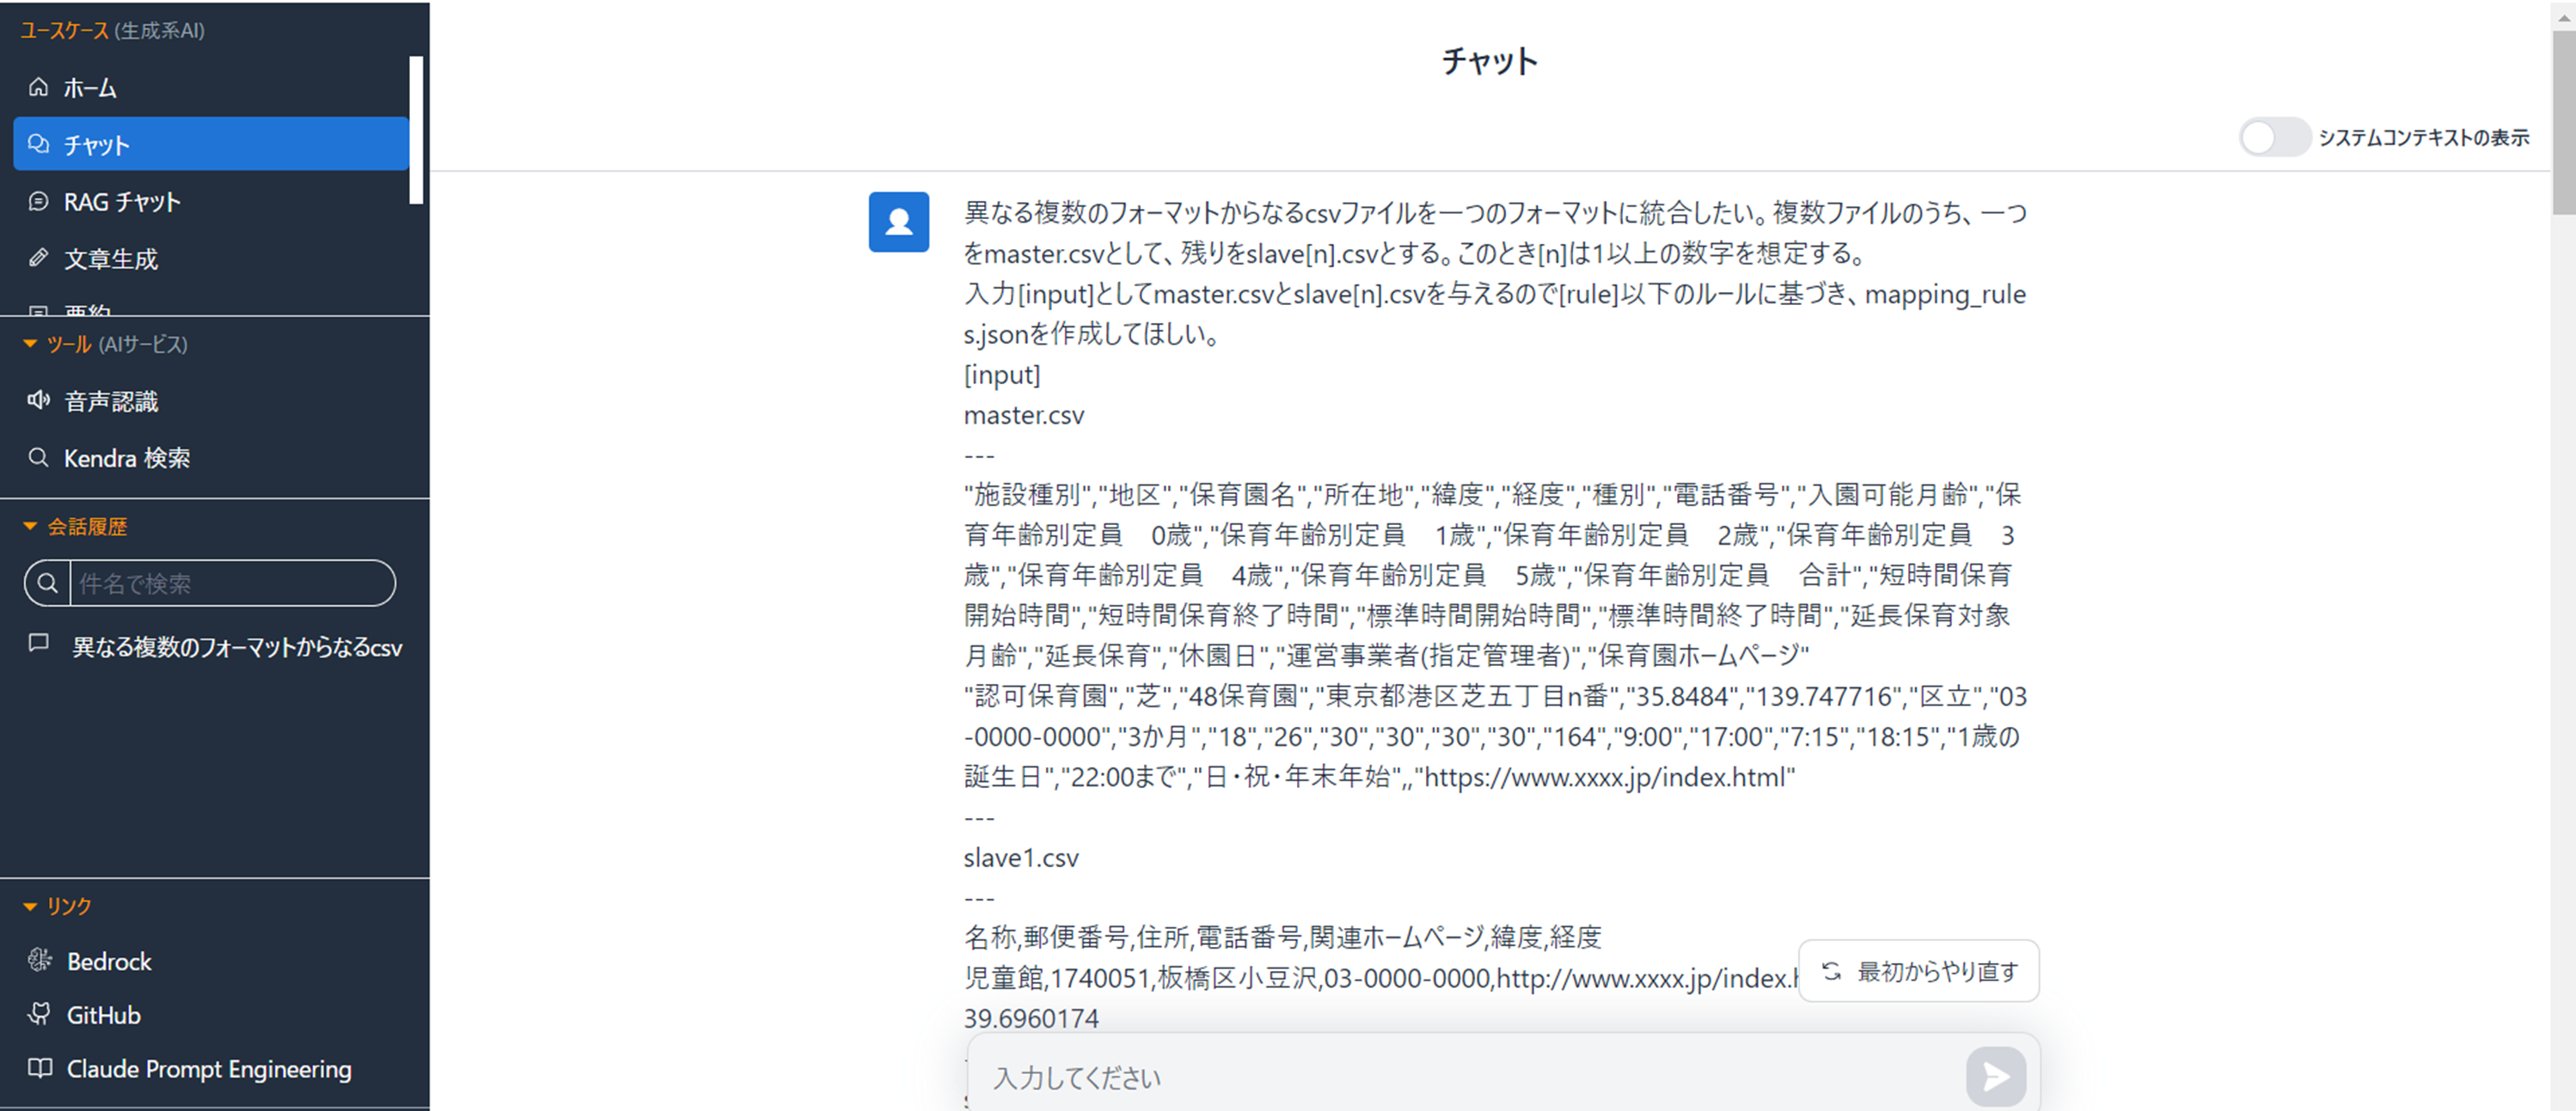 ユースケース (生成系AI)
ホーム
チャット
RAG チャット
文章生成
要約
ツール (AIサービス)
音声認識
Kendra 検索
会話履歴
件名で検索
異なる複数のフォーマットからなるcsv
リンク
Bedrock
GitHub
Claude Prompt Engineering
チャット
システムコンテキストの表示
異なる複数のフォーマットからなるcsvファイルを一つのフォーマットに統合したい。複数ファイルのうち、一つ
をmaster.csvとして、残りをslave[n].csvとする。このとき[n]は1以上の数字を想定する。
入力[input]としてmaster.csvとslave[n].csvを与えるので[rule]以下のルールに基づき、mapping_rule
s.jsonを作成してほしい。
[input]
master.csv
---
"施設種別","地区","保育園名","所在地","緯度","経度","種別","電話番号","入園可能月齢","保
育年齢別定員　0歳","保育年齢別定員　1歳","保育年齢別定員　2歳","保育年齢別定員　3
歳","保育年齢別定員　4歳","保育年齢別定員　5歳","保育年齢別定員　合計","短時間保育
開始時間","短時間保育終了時間","標準時間開始時間","標準時間終了時間","延長保育対象
月齢","延長保育","休園日","運営事業者(指定管理者)","保育園ホームページ"
"認可保育園","芝","48保育園","東京都港区芝五丁目n番","35.8484","139.747716","区立","03
-0000-0000","3か月","18","26","30","30","30","30","164","9:00","17:00","7:15","18:15","1歳の
誕生日","22:00まで","日・祝・年末年始",,"https://www.xxxx.jp/index.html"
---
slave1.csv
---
名称,郵便番号,住所,電話番号,関連ホームページ,緯度,経度
児童館,1740051,板橋区小豆沢,03-0000-0000,http://www.xxxx.jp/index.
39.6960174
最初からやり直す
入力してください